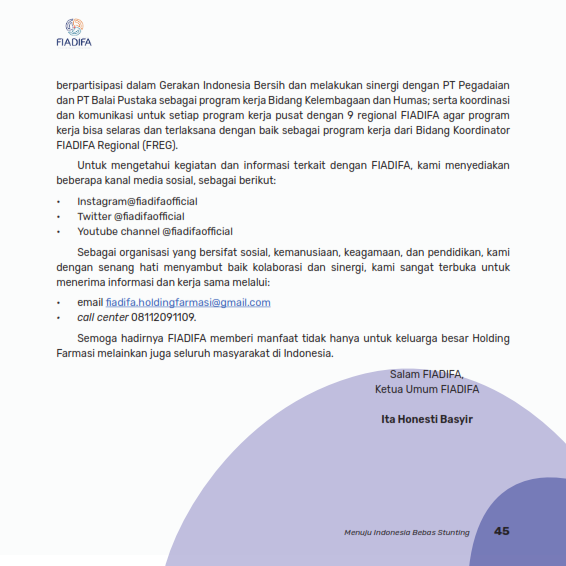 FIADIFA
berpartisipasi dalam Gerakan Indonesia Bersih dan melakukan sinergi dengan PT Pegadaian
dan PT Balai Pustaka sebagai program kerja Bidang Kelembagaan dan Humas; serta koordinasi
dan komunikasi untuk setiap program kerja pusat dengan 9 regional FIADIFA agar program
kerja bisa selaras dan terlaksana dengan baik sebagai program kerja dari Bidang Koordinator
FIADIFA Regional (FREG).
Untuk mengetahui kegiatan dan informasi terkait dengan FIADIFA, kami menyediakan
beberapa kanal media sosial, sebagai berikut:
• Instagram@fiadifaofficial
• Twitter @fiadifaofficial
• Youtube channel @fiadifaofficial
Sebagai organisasi yang bersifat sosial, kemanusiaan, keagamaan, dan pendidikan, kami
dengan senang hati menyambut baik kolaborasi dan sinergi, kami sangat terbuka untuk
menerima informasi dan kerja sama melalui:
• email fiadifa.holdingfarmasi@gmail.com
• call center 08112091109.
Semoga hadirnya FIADIFA memberi manfaat tidak hanya untuk keluarga besar Holding
Farmasi melainkan juga seluruh masyarakat di Indonesia.
Salam FIADIFA,
Ketua Umum FIADIFA
Ita Honesti Basyir
Menuju Indonesia Bebas Stunting 45